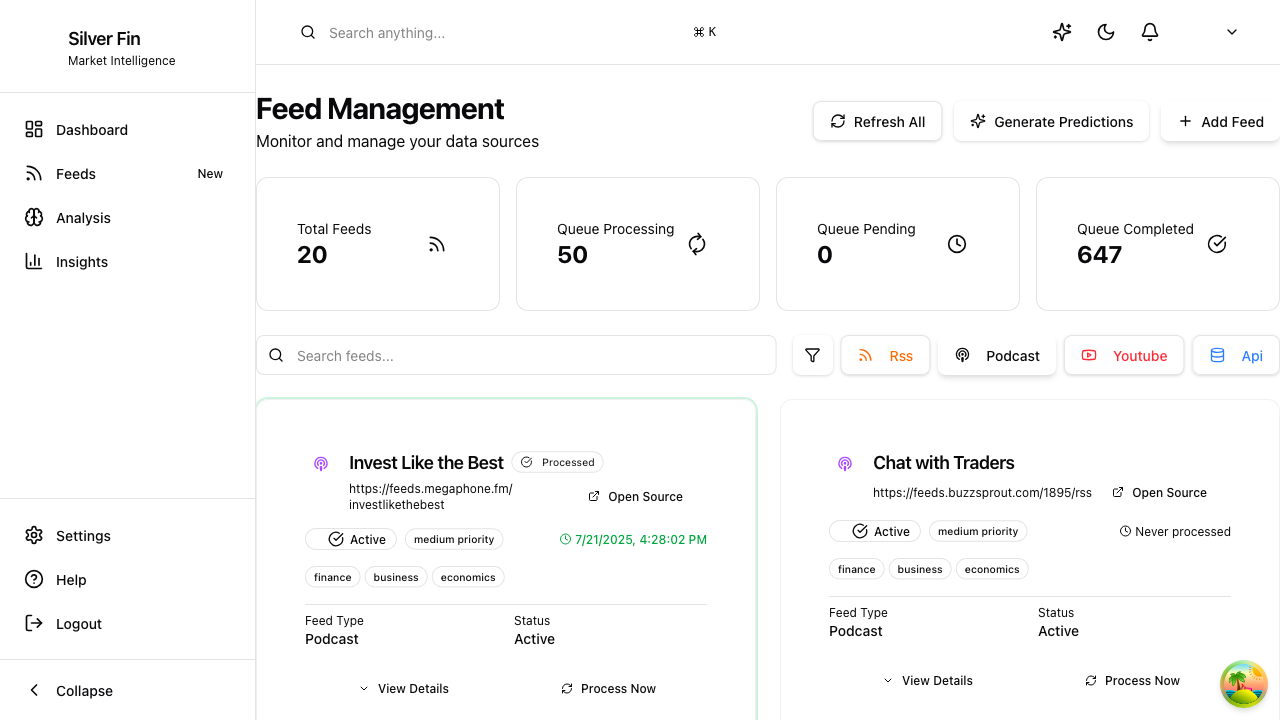 Silver Fin
Market Intelligence
Dashboard
Feeds New
Analysis
Insights
Settings
Help
Logout
Collapse
Search anything... ⌘ K
Feed Management
Monitor and manage your data sources
Refresh All
Generate Predictions
Add Feed
Total Feeds
20
Queue Processing
50
Queue Pending
0
Queue Completed
647
Search feeds...
Rss
Podcast
Youtube
Api
Invest Like the Best Processed
https://feeds.megaphone.fm/
investlikethebest
Open Source
Active medium priority 7/21/2025, 4:28:02 PM
finance business economics
Feed Type Status
Podcast Active
View Details Process Now
Chat with Traders
https://feeds.buzzsprout.com/1895/rss Open Source
Active medium priority Never processed
finance business economics
Feed Type Status
Podcast Active
View Details Process Now